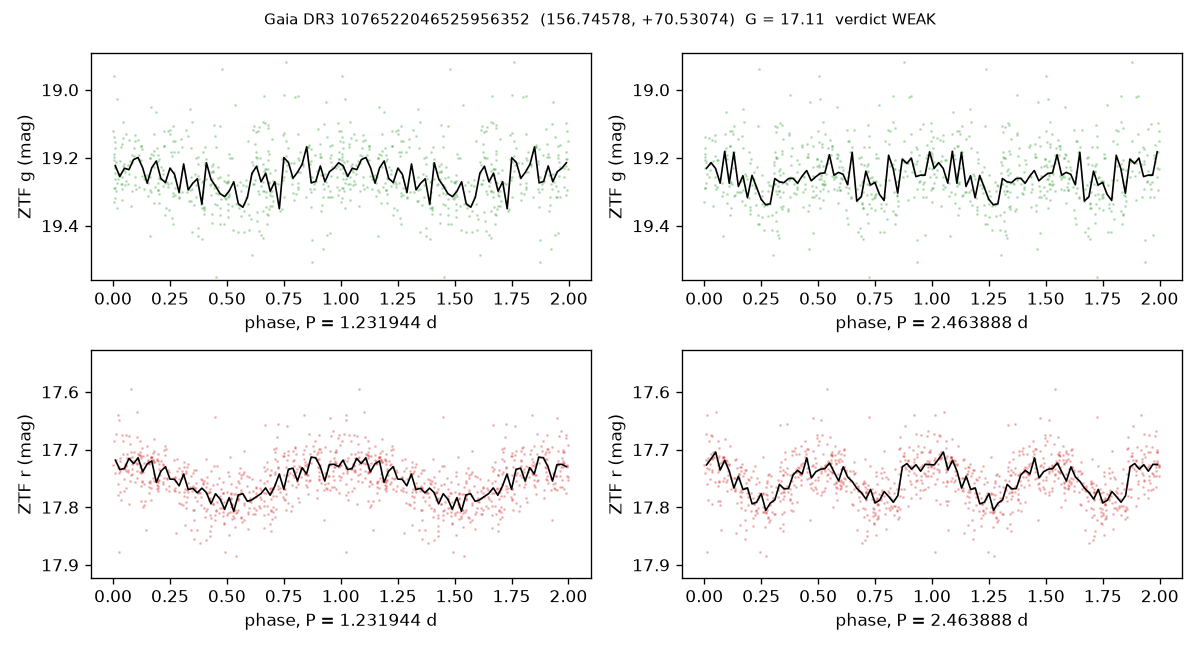 Gaia DR3 1076522046525956352 (156.74578, +70.53074) G = 17.11 verdict WEAK
ZTF g (mag)
19.0
19.2
19.4
0.00 0.25 0.50 0.75 1.00 1.25 1.50 1.75 2.00
phase, P = 1.231944 d
ZTF g (mag)
19.0
19.2
19.4
0.00 0.25 0.50 0.75 1.00 1.25 1.50 1.75 2.00
phase, P = 2.463888 d
ZTF r (mag)
17.6
17.7
17.8
17.9
0.00 0.25 0.50 0.75 1.00 1.25 1.50 1.75 2.00
phase, P = 1.231944 d
ZTF r (mag)
17.6
17.7
17.8
17.9
0.00 0.25 0.50 0.75 1.00 1.25 1.50 1.75 2.00
phase, P = 2.463888 d